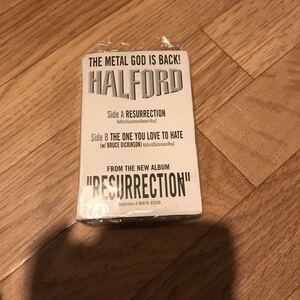 THE METAL GOD IS BACK!
HALFORD
Side A RESURRECTION
Side B THE ONE YOU LOVE TO HATE
(w/ BRUCE DICKINSON)
FROM THE NEW ALBUM
"RESURRECTION"